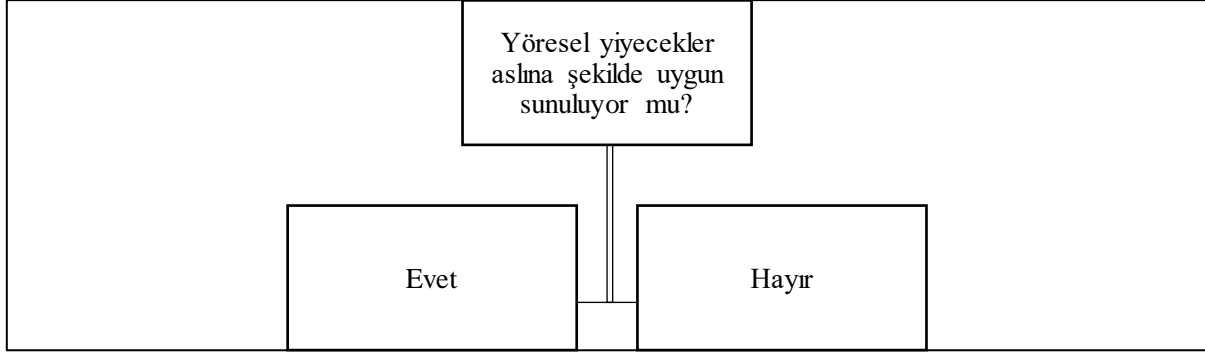 Yöresel yiyecekler
aslına şekilde uygun
sunuluyor mu?
Evet
Hayır